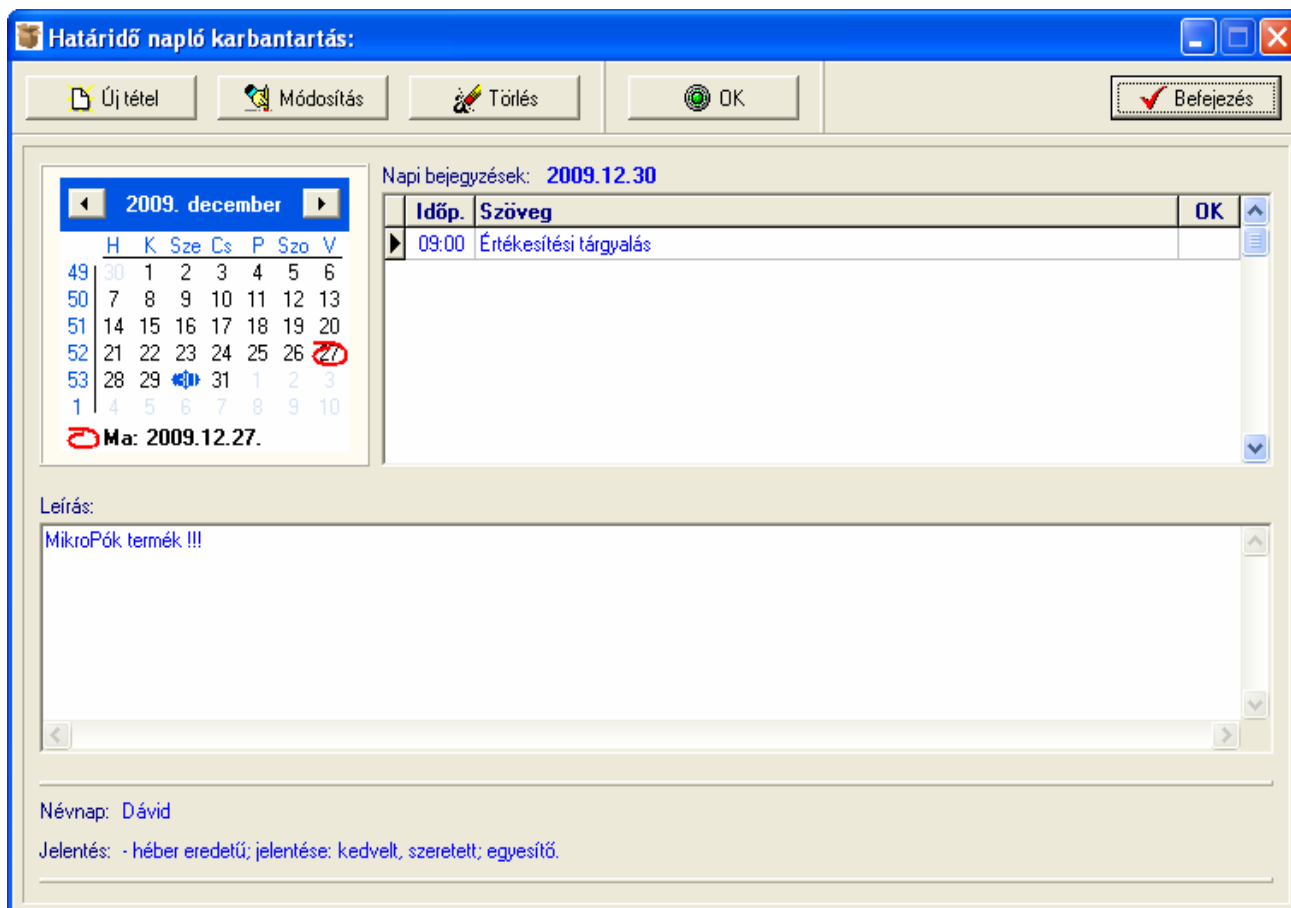 Határidő napló karbantartás:
Új tétel Módosítás Törlés OK Befejezés
Napi bejegyzések: 2009.12.30
2009. december
Időp. Szöveg OK
09:00 Értékesítési tárgyalás
H K Sze Cs P Szo V
49 30 1 2 3 4 5 6
50 7 8 9 10 11 12 13
51 14 15 16 17 18 19 20
52 21 22 23 24 25 26 27
53 28 29 31 1 2 3
1 4 5 6 7 8 9 10
Ma: 2009.12.27.
Leírás:
MikroPók termék !!!
Névnap: Dávid
Jelentés: - héber eredetű; jelentése: kedvelt, szeretett; egyesítő.